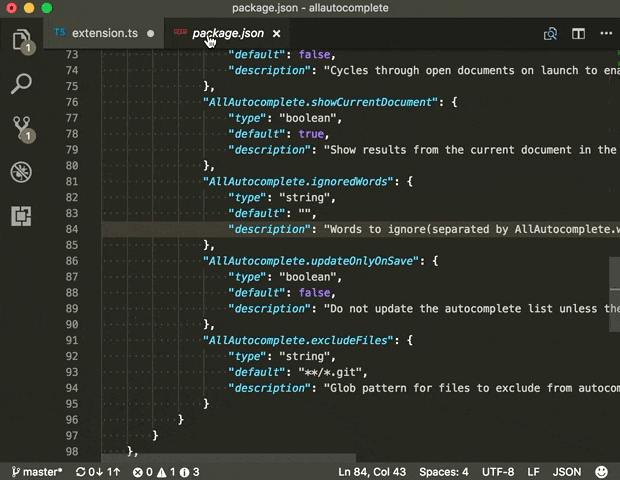 package.json - allautocomplete
TS extension.ts package.json
1
1
73 "default": false,
74 "description": "Cycles through open documents on launch to ena
75 },
76 "AllAutocomplete.showCurrentDocument": {
77 "type": "boolean",
78 "default": true,
79 "description": "Show results from the current document in the
80 },
81 "AllAutocomplete.ignoredWords": {
82 "type": "string",
83 "default": "",
84 "description": "Words to ignore(separated by AllAutocomplete.w
85 },
86 "AllAutocomplete.updateOnlyOnSave": {
87 "type": "boolean",
88 "default": false,
89 "description": "Do not update the autocomplete list unless the
90 },
91 "AllAutocomplete.excludeFiles": {
92 "type": "string",
93 "default": "**/*.git",
94 "description": "Glob pattern for files to exclude from autocom
95 }
96 }
97 }
98 },
master* 0↓ 1↑ 0 1 3 Ln 84, Col 43 Spaces: 4 UTF-8 LF JSON